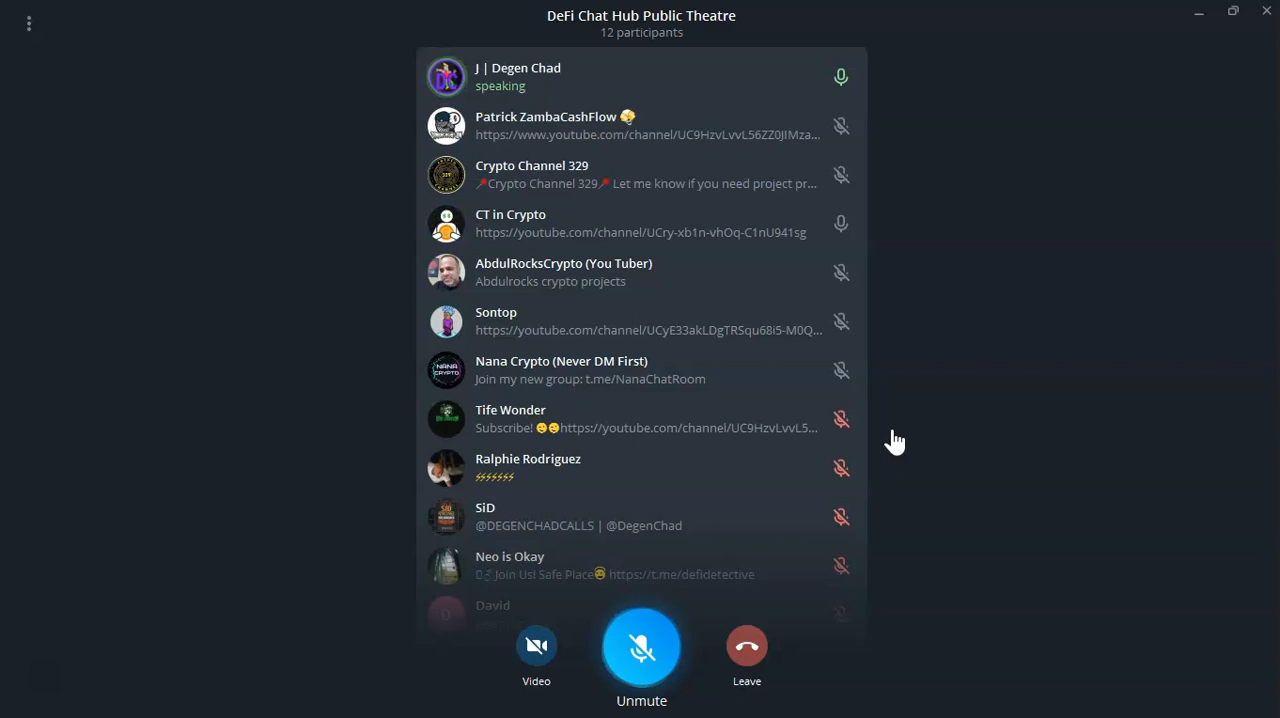 DeFi Chat Hub Public Theatre
12 participants
J | Degen Chad
speaking
Patrick ZambaCashFlow
https://www.youtube.com/channel/UC9HzvLvvL56ZZ0JIMza...
Crypto Channel 329
📍Crypto Channel 329📍 Let me know if you need project pr...
CT in Crypto
https://youtube.com/channel/UCry-xb1n-vhOq-C1nU941sg
AbdulRocksCrypto (You Tuber)
Abdulrocks crypto projects
Sontop
https://youtube.com/channel/UCyE33akLDgTRSqu68i5-M0Q...
NANA CRYPTO
Nana Crypto (Never DM First)
Join my new group: t.me/NanaChatRoom
Tife Wonder
Subscribe! https://youtube.com/channel/UC9HzvLvvL5...
Ralphie Rodriguez
⚡⚡⚡⚡⚡⚡⚡
SiD
@DEGENCHADCALLS | @DegenChad
Neo is Okay
Join Us! Safe Place https://t.me/defidetective
D
David
Video
Unmute
Leave